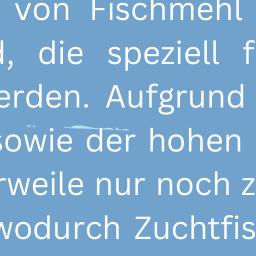 von Fischmehl
die speziell f
erden. Aufgrund
sowie der hohen
rweile nur noch z
wodurch Zuchtfis